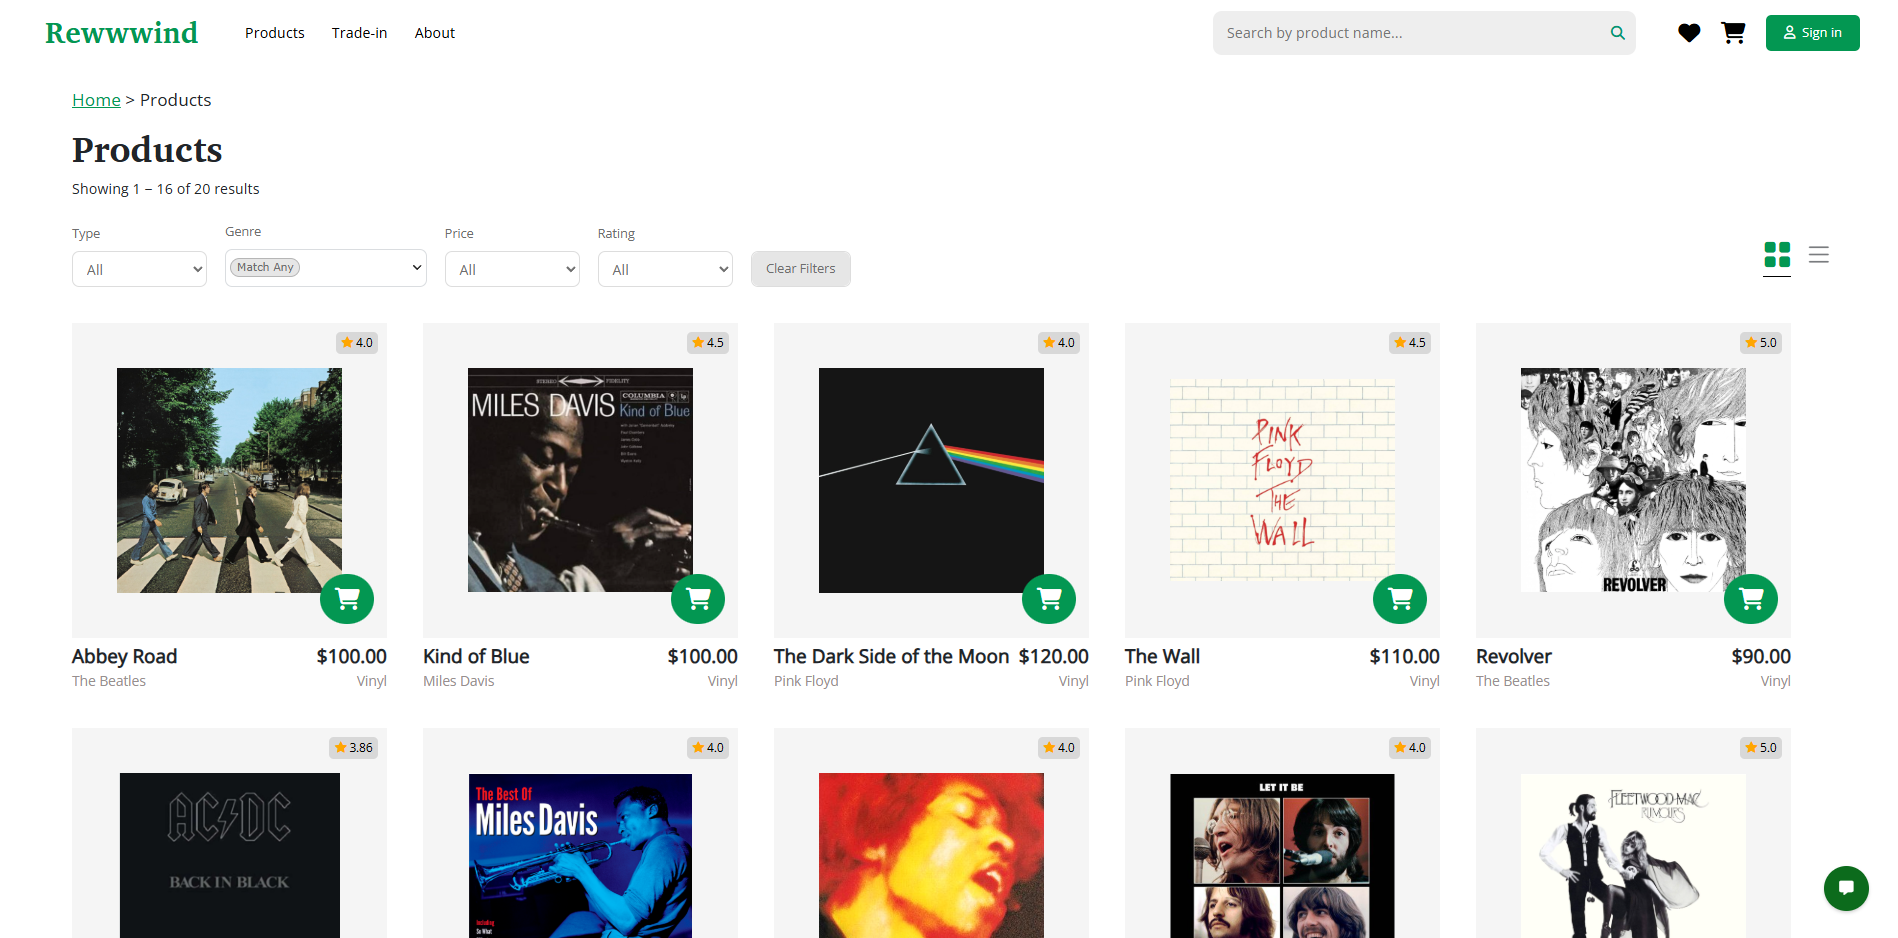 Rewwwind
Products
Trade-in
About
Search by product name...
Sign in
Home > Products
Products
Showing 1 – 16 of 20 results
Type
Genre
Price
Rating
All
Match Any
All
All
Clear Filters
4.0
4.5
4.0
4.5
5.0
STEREO FIDELITY
COLUMBIA
MILES DAVIS Kind of Blue
PINK
FLOYD
THE
WALL
REVOLVER
Abbey Road $100.00
The Beatles Vinyl
Kind of Blue $100.00
Miles Davis Vinyl
The Dark Side of the Moon $120.00
Pink Floyd Vinyl
The Wall $110.00
Pink Floyd Vinyl
Revolver $90.00
The Beatles Vinyl
3.86
4.0
4.0
4.0
5.0
AC/DC
BACK IN BLACK
The Best Of
Miles Davis
Including
So What
LET IT BE
FLEETWOOD MAC
RUMOURS